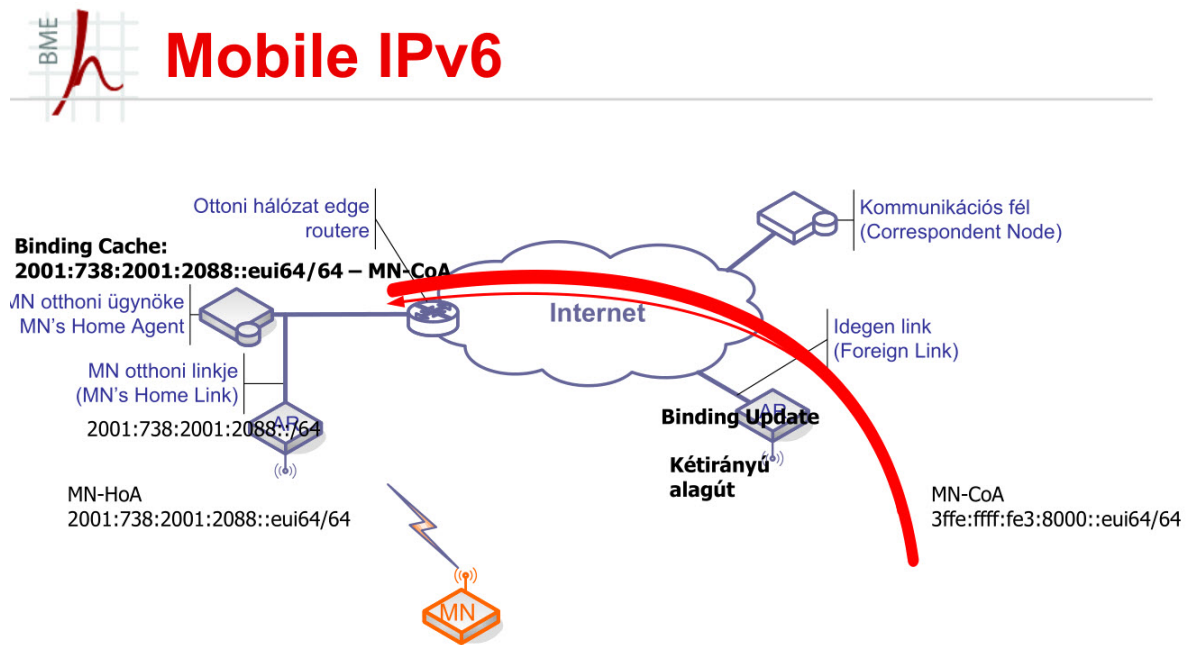 BME
Mobile IPv6
Ottoni hálózat edge
routere
Kommunikációs fél
(Correspondent Node)
Binding Cache:
2001:738:2001:2088::eui64/64 – MN-CoA
MN otthoni ügynöke
MN's Home Agent
Internet
Idegen link
(Foreign Link)
MN otthoni linkje
(MN's Home Link)
AR
2001:738:2001:2088::/64
AR
Binding Update
Kétirányú
alagút
MN-HoA
2001:738:2001:2088::eui64/64
MN-CoA
3ffe:ffff:fe3:8000::eui64/64
MN